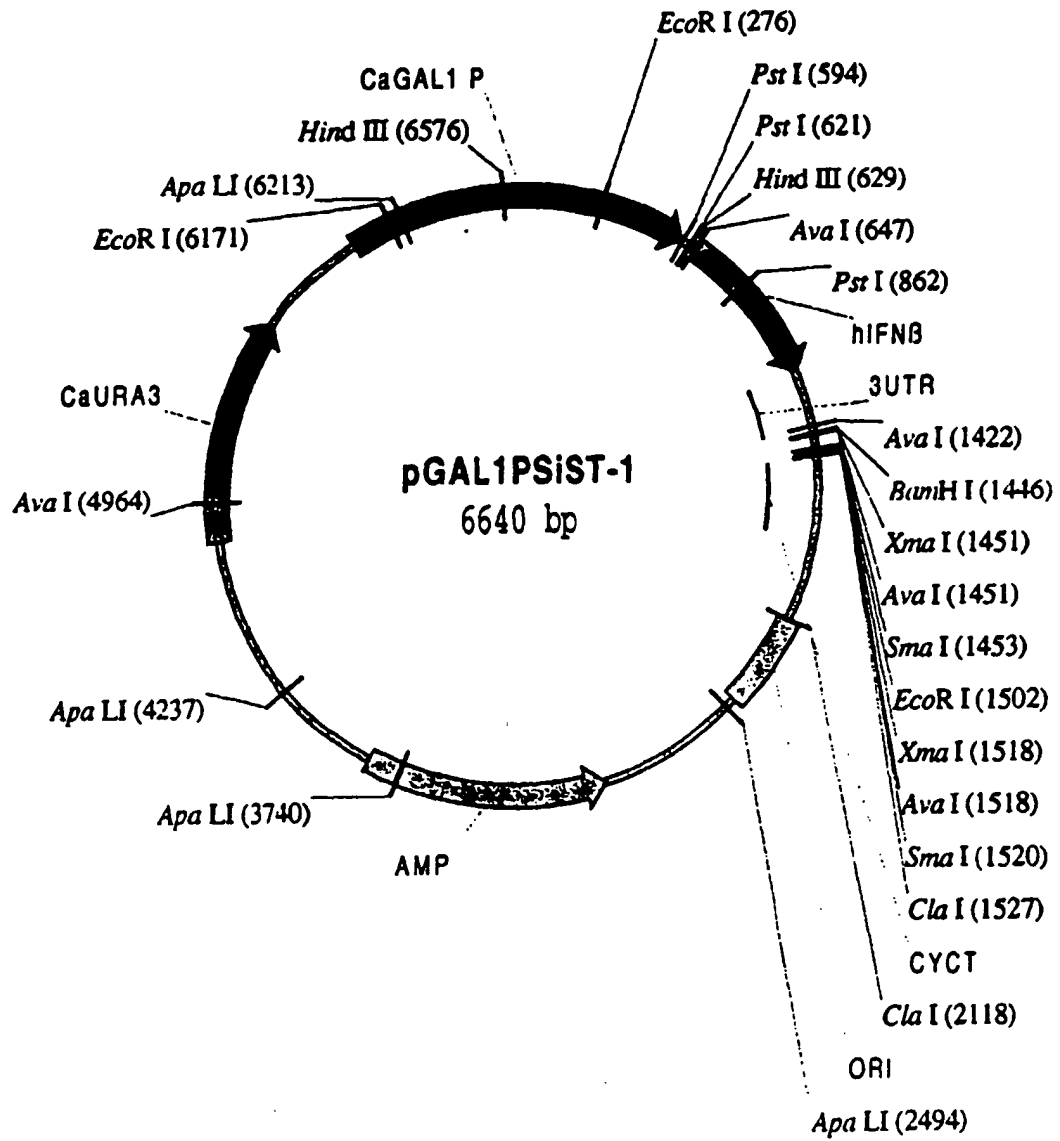 EcoR I (276)
CaGAL1 P
Pst I (594)
Hind III (6576)
Pst I (621)
Apa LI (6213)
Hind III (629)
EcoR I (6171)
Ava I (647)
Pst I (862)
hIFNβ
CaURA3
3UTR
Ava I (1422)
pGAL1PSiST-1
6640 bp
Ava I (4964)
BamH I (1446)
Xma I (1451)
Ava I (1451)
Sma I (1453)
EcoR I (1502)
Apa LI (4237)
Xma I (1518)
Ava I (1518)
Apa LI (3740)
Sma I (1520)
AMP
Cla I (1527)
CYCT
Cla I (2118)
ORI
Apa LI (2494)